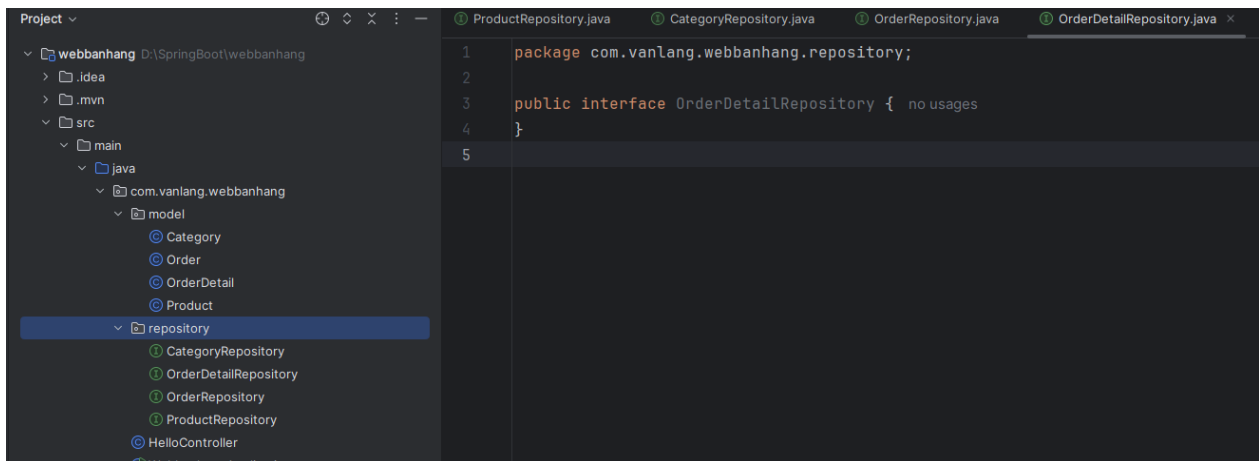 Project
webbanhang D:\SpringBoot\webbanhang
.idea
.mvn
src
main
java
com.vanlang.webbanhang
model
Category
Order
OrderDetail
Product
repository
CategoryRepository
OrderDetailRepository
OrderRepository
ProductRepository
HelloController
ProductRepository.java CategoryRepository.java OrderRepository.java OrderDetailRepository.java
1 package com.vanlang.webbanhang.repository;
2
3 public interface OrderDetailRepository { no usages
4 }
5